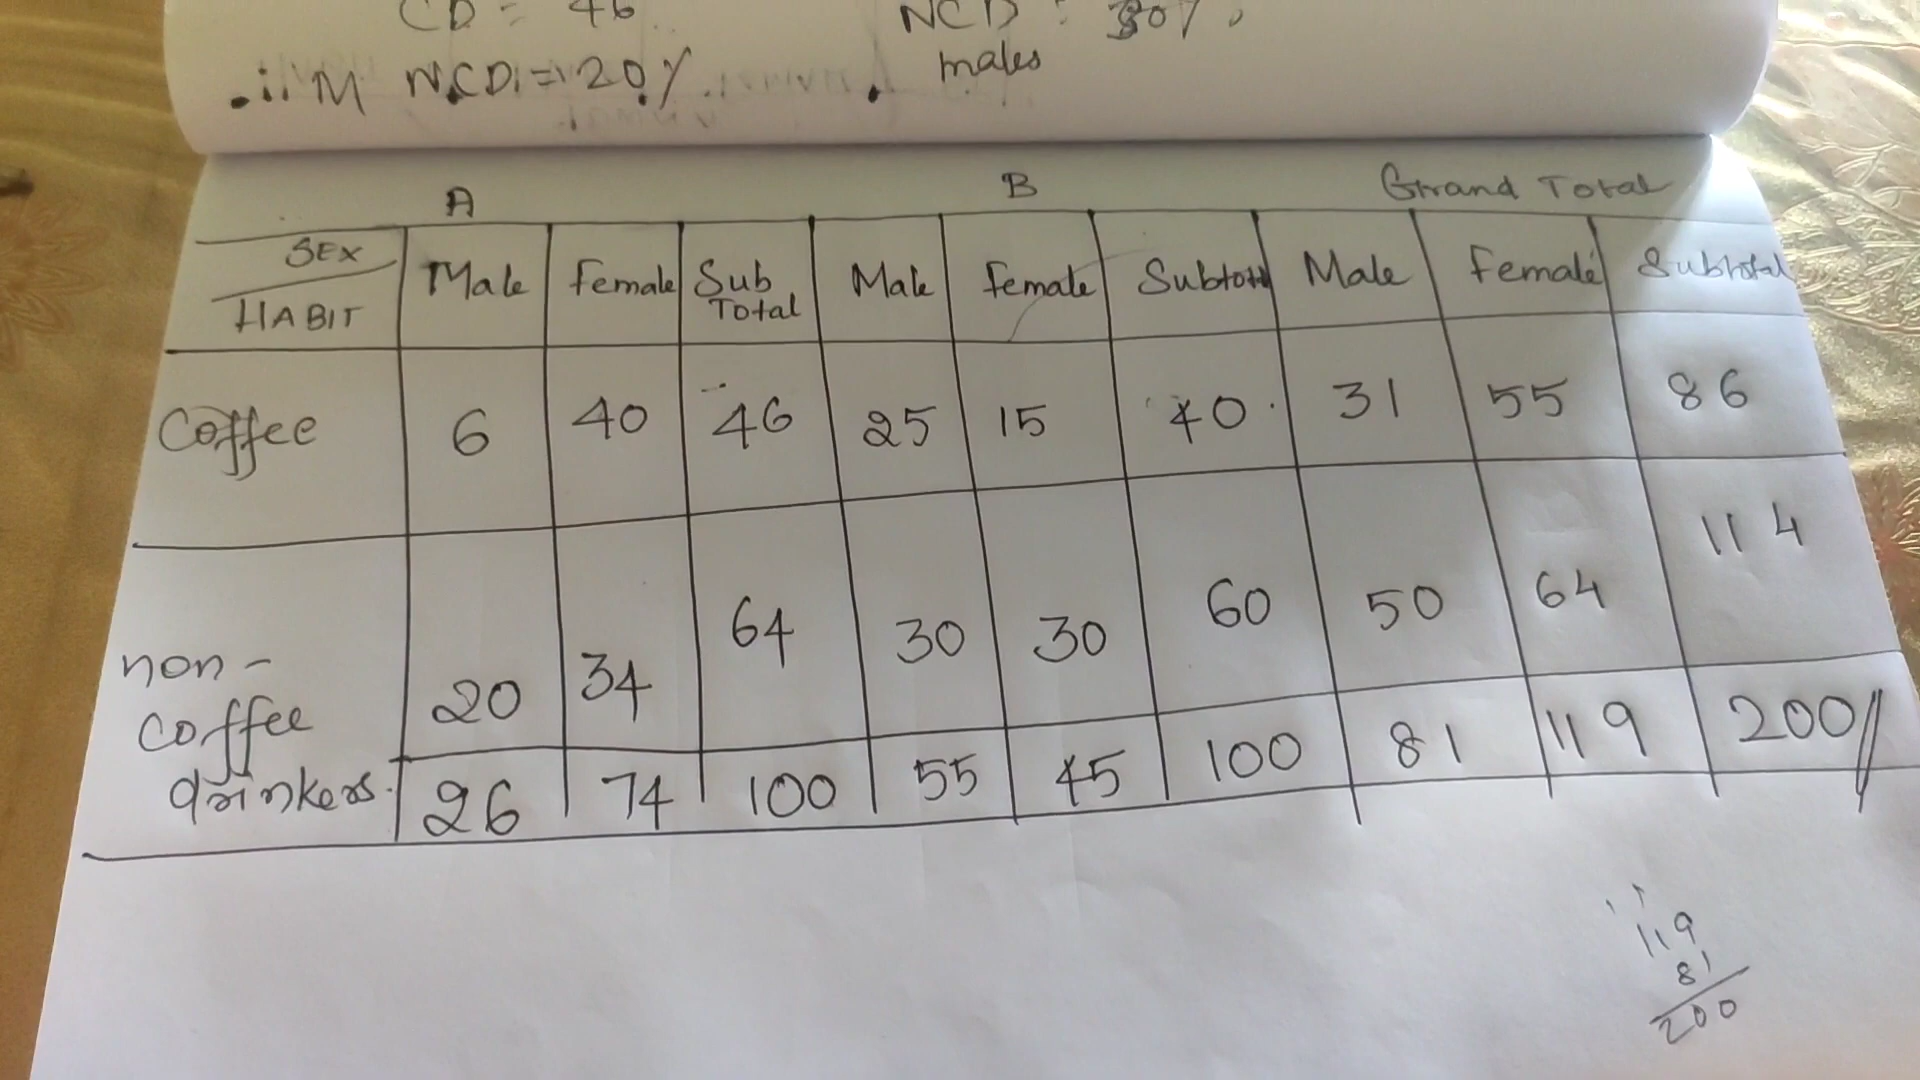 CD = 46 NCD : 30%.
∴ M NCD = 20% males
A B Grand Total
SEX Male Female Sub Total Male Female Subtotal Male Female Subtotal
HABIT
Coffee 6 40 46 25 15 40 31 55 86
non-coffee drinkers. 20 34 64 30 30 60 50 64 114
26 74 100 55 45 100 81 119 200//
119
81
200